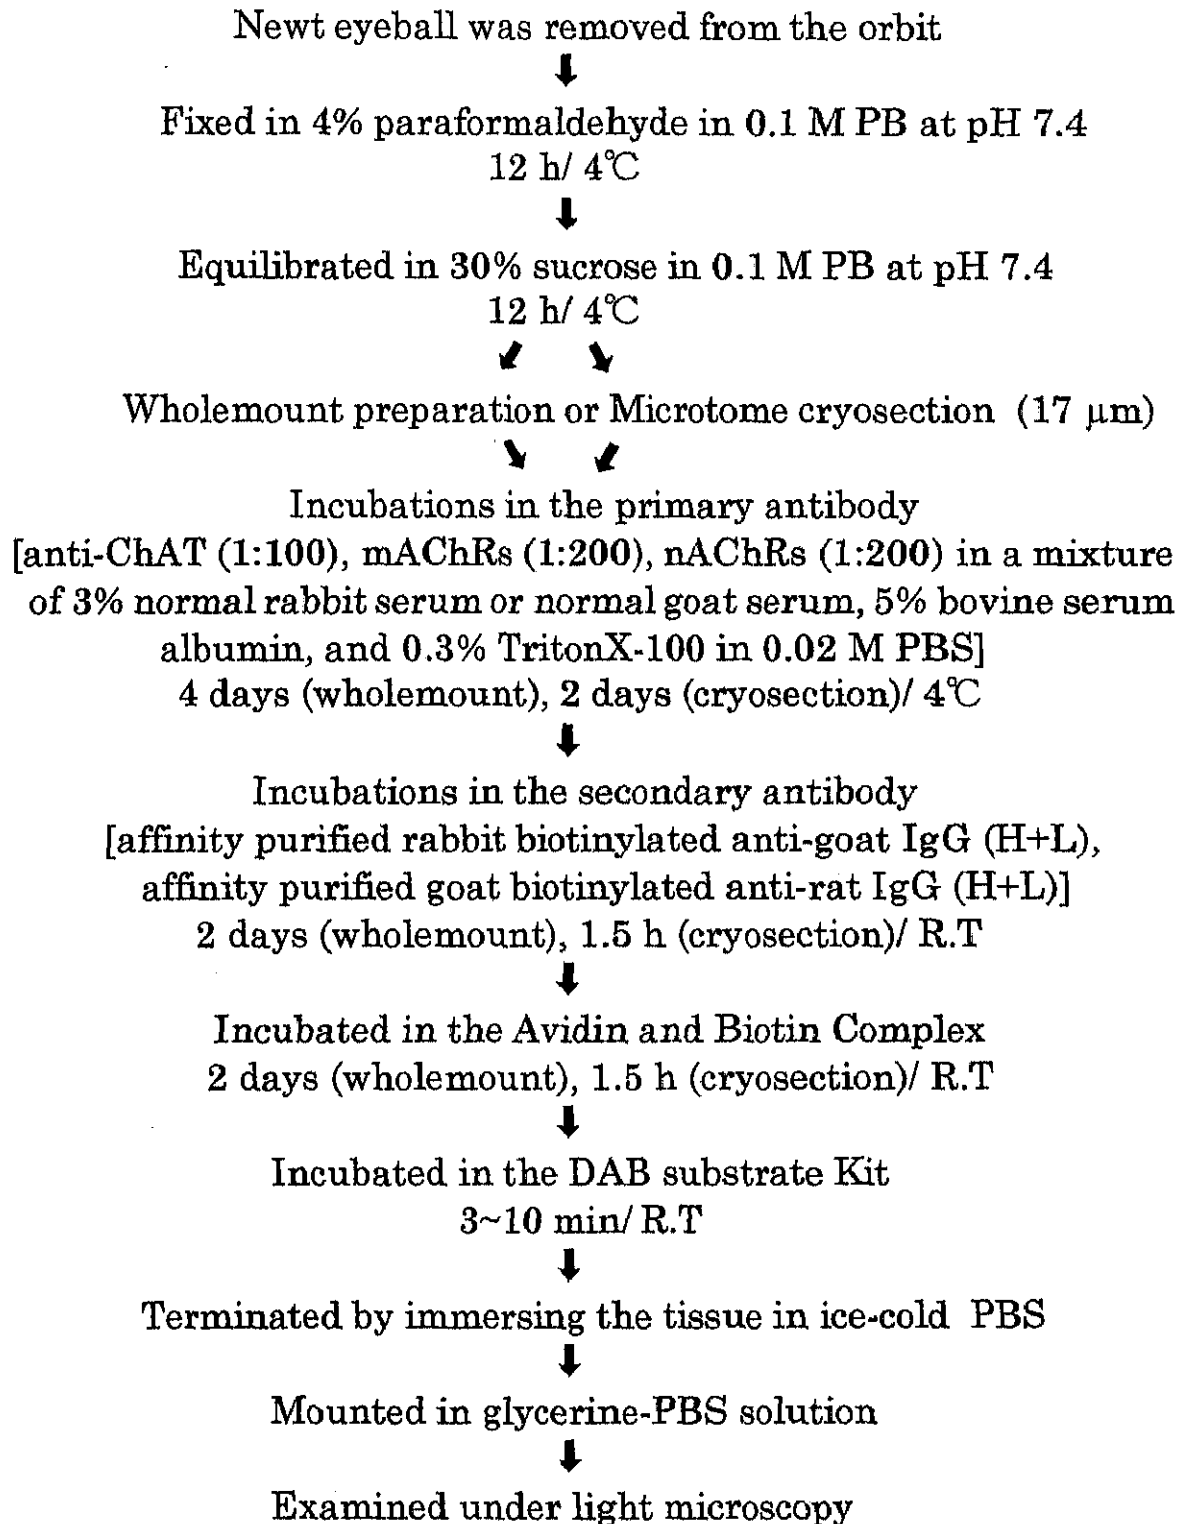 Newt eyeball was removed from the orbit
Fixed in 4% paraformaldehyde in 0.1 M PB at pH 7.4
12 h/ 4℃
Equilibrated in 30% sucrose in 0.1 M PB at pH 7.4
12 h/ 4℃
Wholemount preparation or Microtome cryosection (17 μm)
Incubations in the primary antibody
[anti-ChAT (1:100), mAChRs (1:200), nAChRs (1:200) in a mixture
of 3% normal rabbit serum or normal goat serum, 5% bovine serum
albumin, and 0.3% TritonX-100 in 0.02 M PBS]
4 days (wholemount), 2 days (cryosection)/ 4℃
Incubations in the secondary antibody
[affinity purified rabbit biotinylated anti-goat IgG (H+L),
affinity purified goat biotinylated anti-rat IgG (H+L)]
2 days (wholemount), 1.5 h (cryosection)/ R.T
Incubated in the Avidin and Biotin Complex
2 days (wholemount), 1.5 h (cryosection)/ R.T
Incubated in the DAB substrate Kit
3~10 min/ R.T
Terminated by immersing the tissue in ice-cold PBS
Mounted in glycerine-PBS solution
Examined under light microscopy